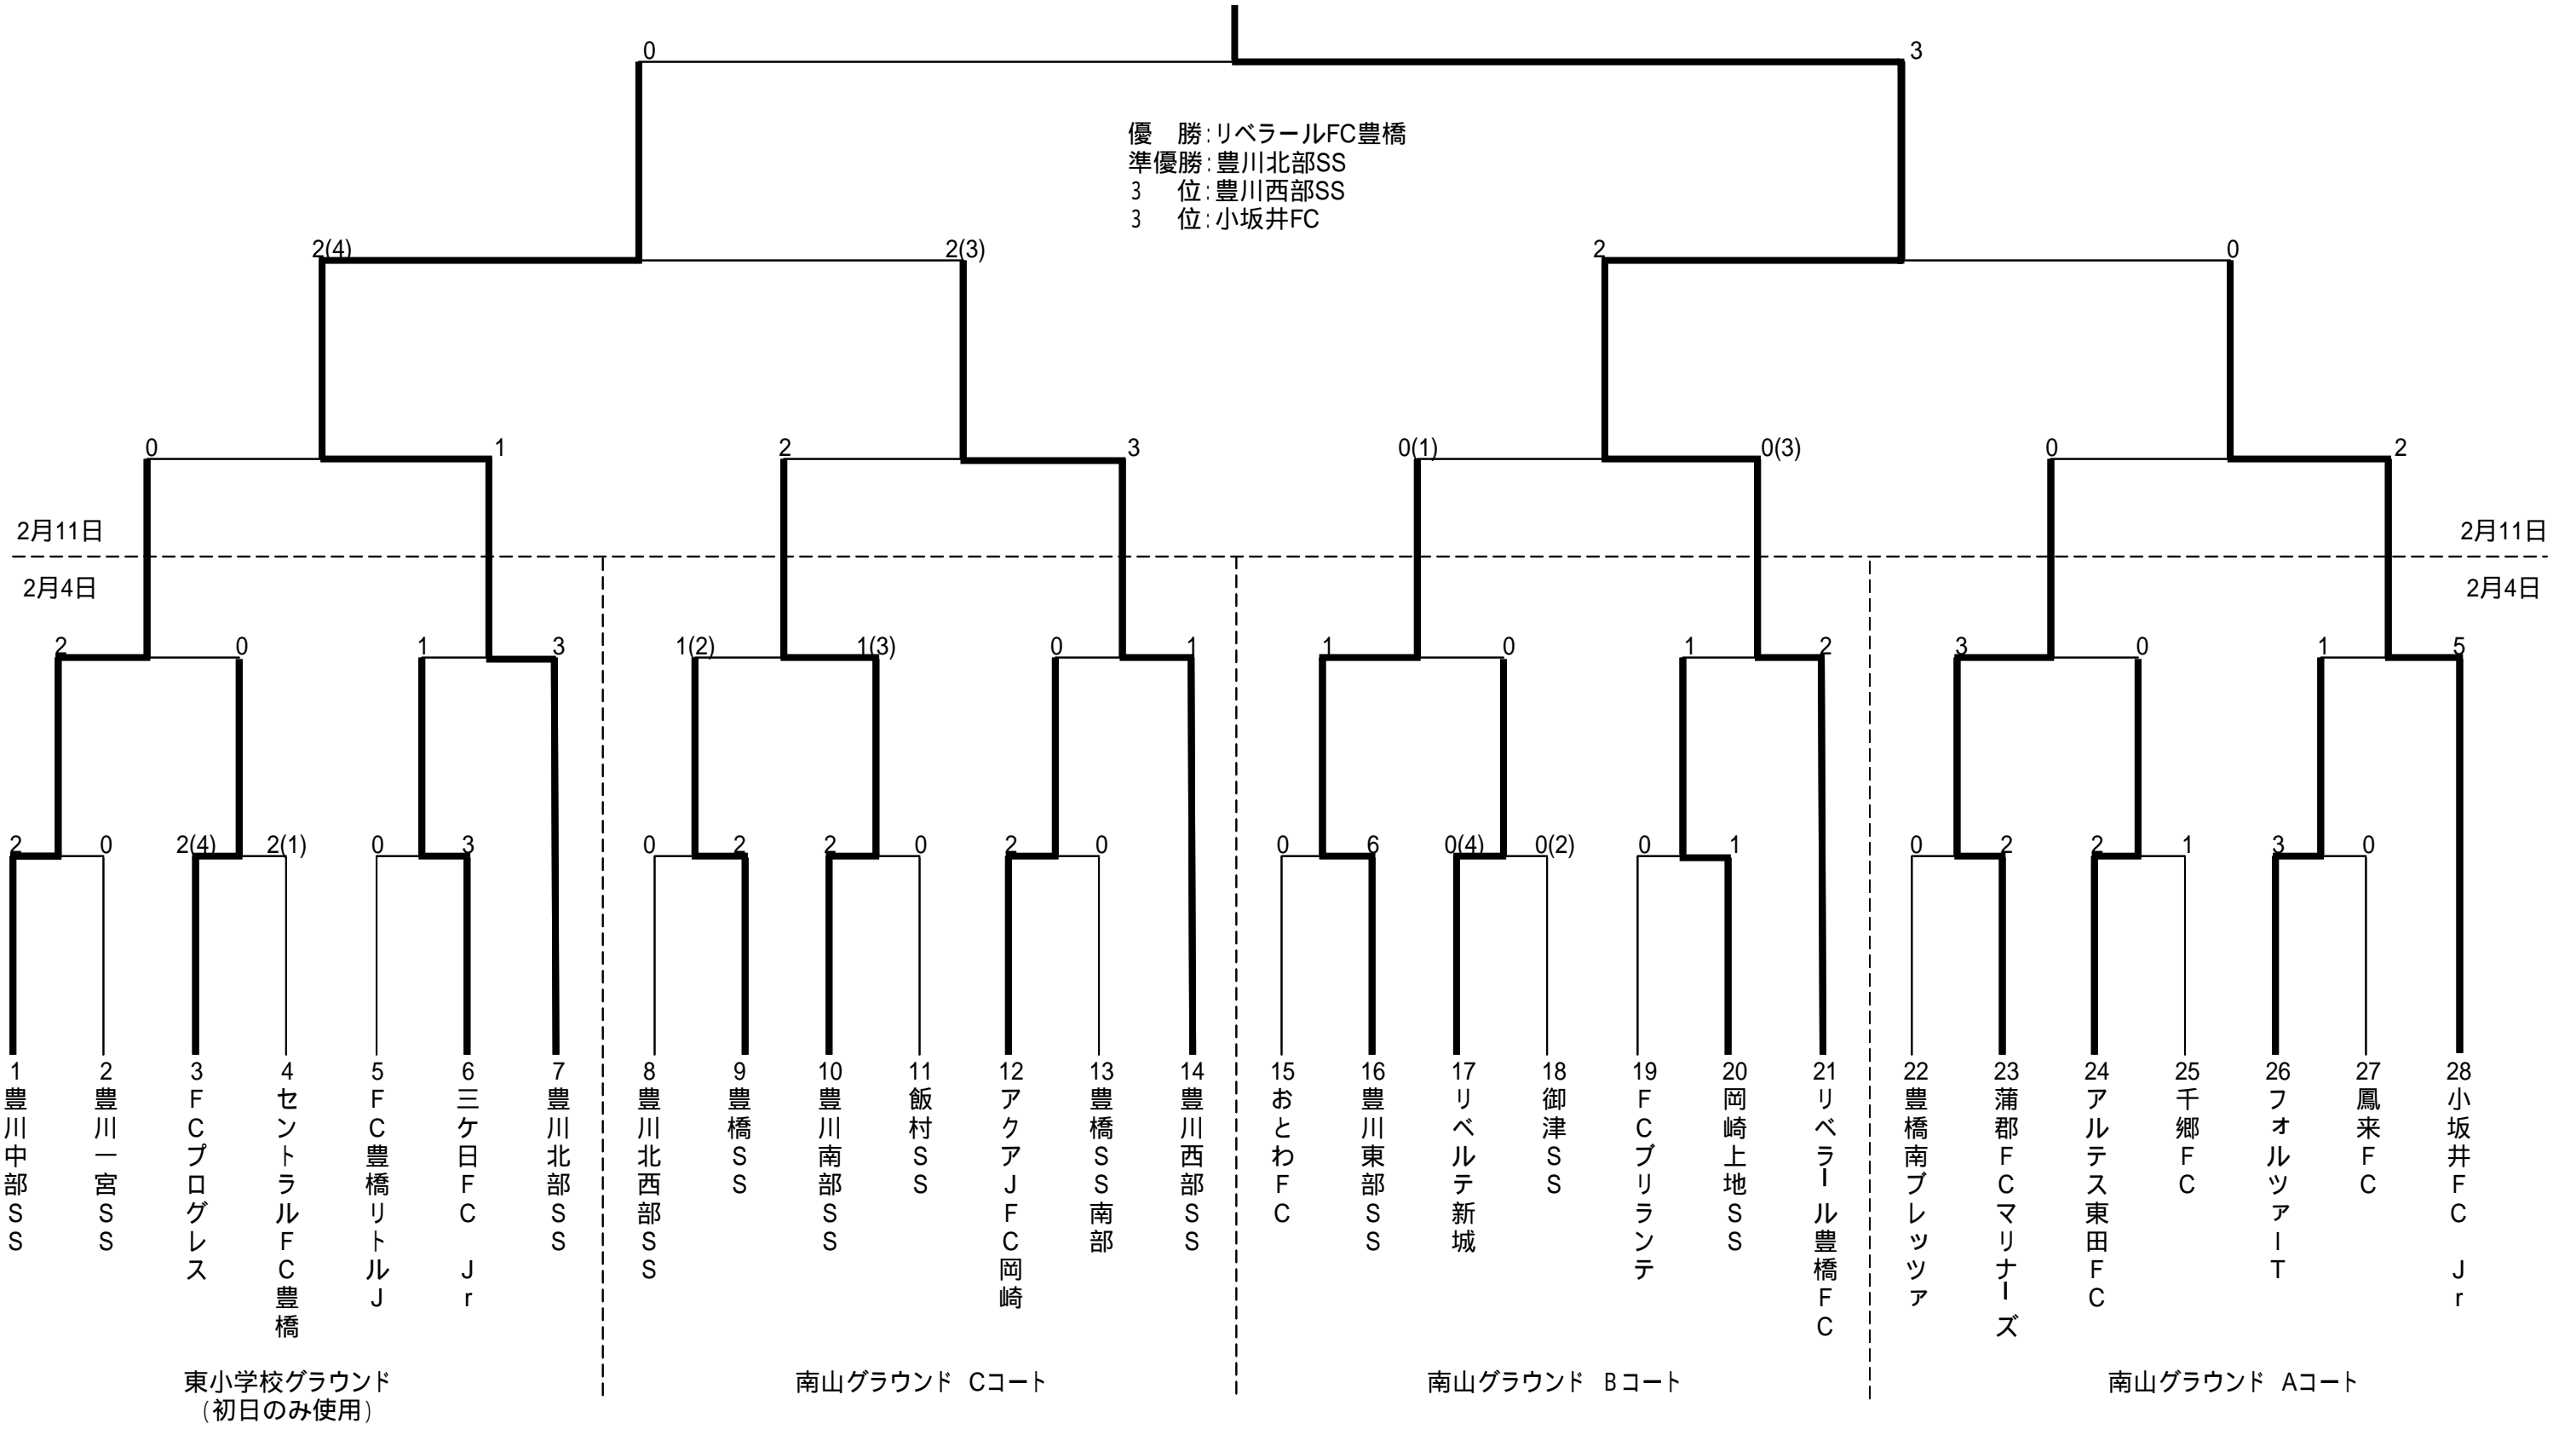 0 3
優　勝：リベラールFC豊橋
準優勝：豊川北部SS
3　位：豊川西部SS
3　位：小坂井FC
2(4) 2(3) 2 0
0 1 2 3 0(1) 0(3) 0 2
2月11日 2月11日
2月4日 2月4日
2 0 1 3 1(2) 1(3) 0 1 1 0 1 2 3 0 1 5
2 0 2(4) 2(1) 0 3 0 2 2 0 2 0 0 6 0(4) 0(2) 0 1 0 2 2 1 3 0
1 豊川中部SS
2 豊川一宮SS
3 FCプログレス
4 セントラルFC豊橋
5 FC豊橋リトルJ
6 三ケ日FC Jr
7 豊川北部SS
8 豊川北西部SS
9 豊橋SS
10 豊川南部SS
11 飯村SS
12 アクアJFC岡崎
13 豊橋SS南部
14 豊川西部SS
15 おとわFC
16 豊川東部SS
17 リベルテ新城
18 御津SS
19 FCブリランテ
20 岡崎上地SS
21 リベラール豊橋FC
22 豊橋南ブレッツァ
23 蒲郡FCマリナーズ
24 アルテス東田FC
25 千郷FC
26 フォルツァーT
27 鳳来FC
28 小坂井FC Jr
東小学校グラウンド
（初日のみ使用）
南山グラウンド Cコート
南山グラウンド Bコート
南山グラウンド Aコート